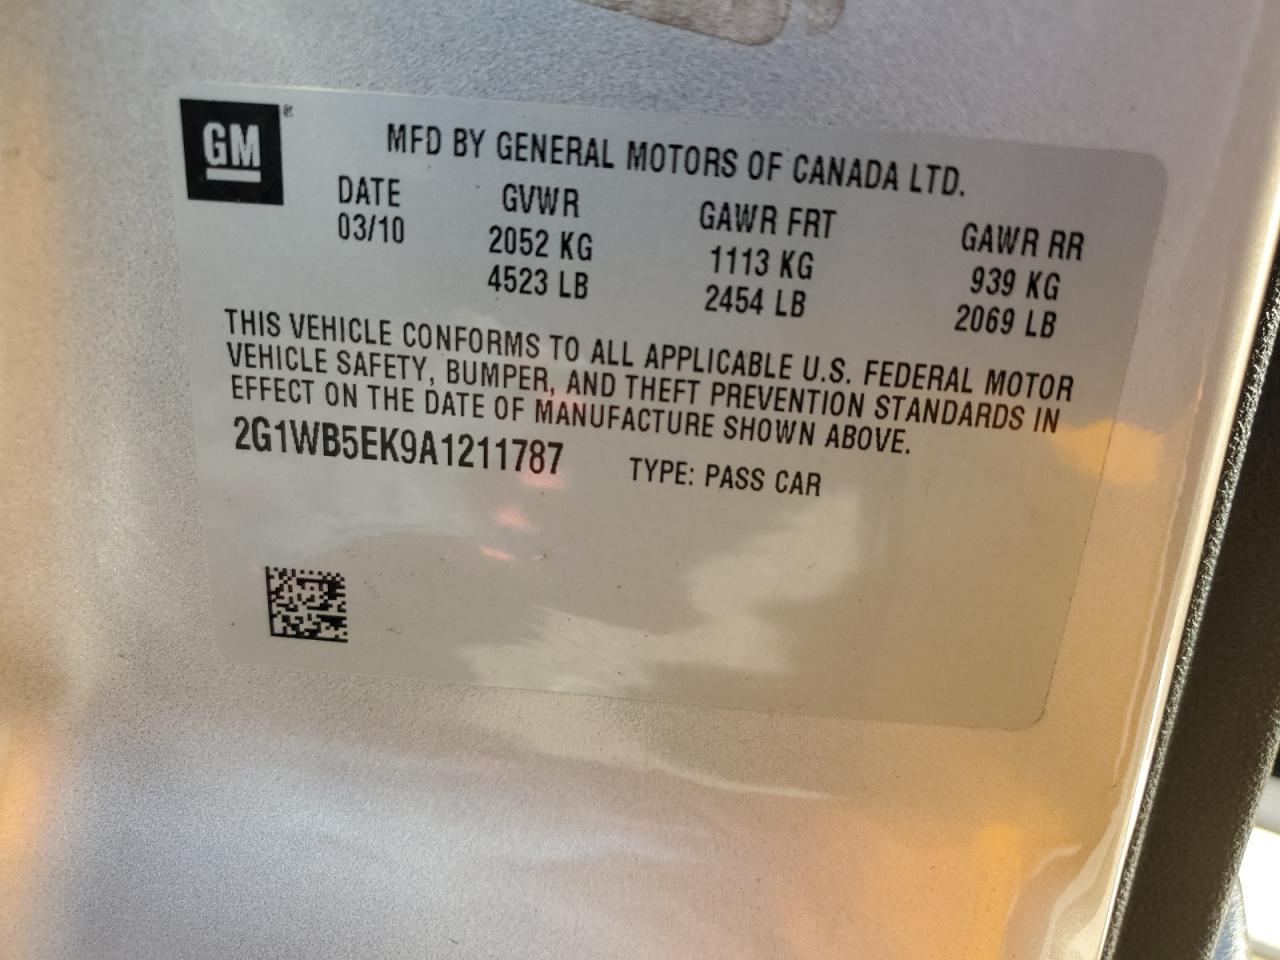 GM ®
MFD BY GENERAL MOTORS OF CANADA LTD.
DATE GVWR GAWR FRT GAWR RR
03/10 2052 KG 1113 KG 939 KG
4523 LB 2454 LB 2069 LB
THIS VEHICLE CONFORMS TO ALL APPLICABLE U.S. FEDERAL MOTOR
VEHICLE SAFETY, BUMPER, AND THEFT PREVENTION STANDARDS IN
EFFECT ON THE DATE OF MANUFACTURE SHOWN ABOVE.
2G1WB5EK9A1211787 TYPE: PASS CAR